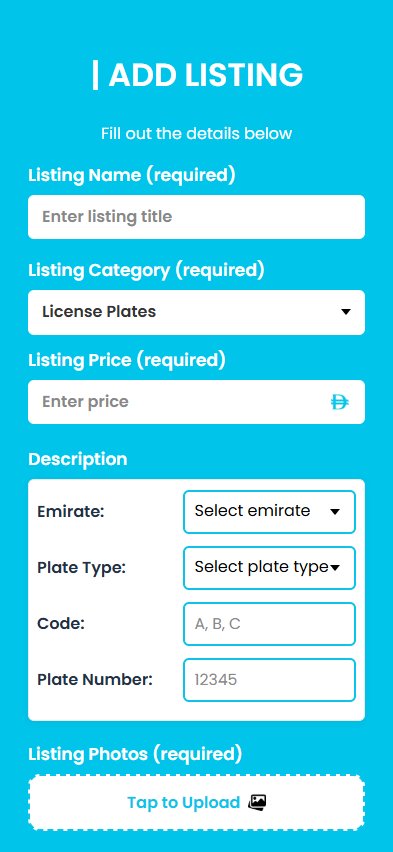 | ADD LISTING
Fill out the details below
Listing Name (required)
Enter listing title
Listing Category (required)
License Plates
Listing Price (required)
Enter price
Description
Emirate: Select emirate
Plate Type: Select plate type
Code: A, B, C
Plate Number: 12345
Listing Photos (required)
Tap to Upload